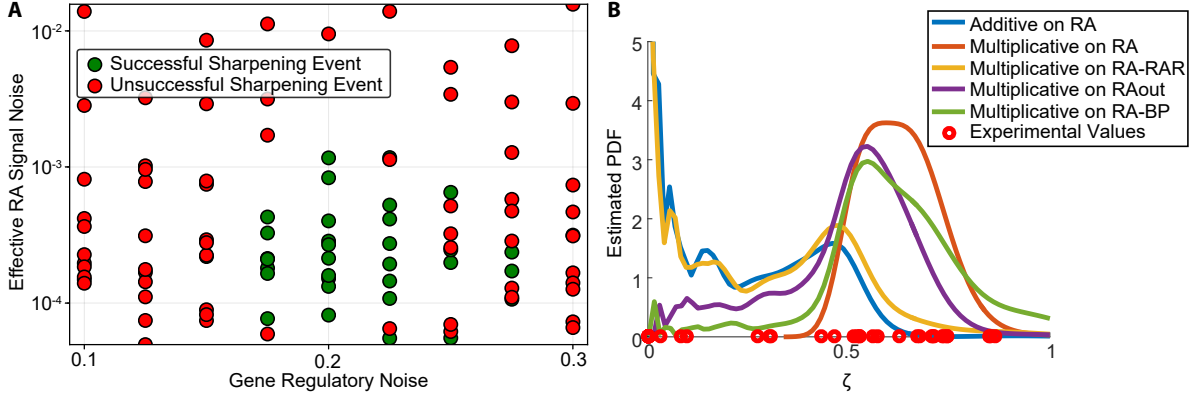 A
Effective RA Signal Noise
10⁻²
10⁻³
10⁻⁴
Successful Sharpening Event
Unsuccessful Sharpening Event
0.1
0.2
0.3
Gene Regulatory Noise
B
Estimated PDF
5
4
3
2
1
0
Additive on RA
Multiplicative on RA
Multiplicative on RA-RAR
Multiplicative on RAout
Multiplicative on RA-BP
Experimental Values
0
0.5
1
ζ